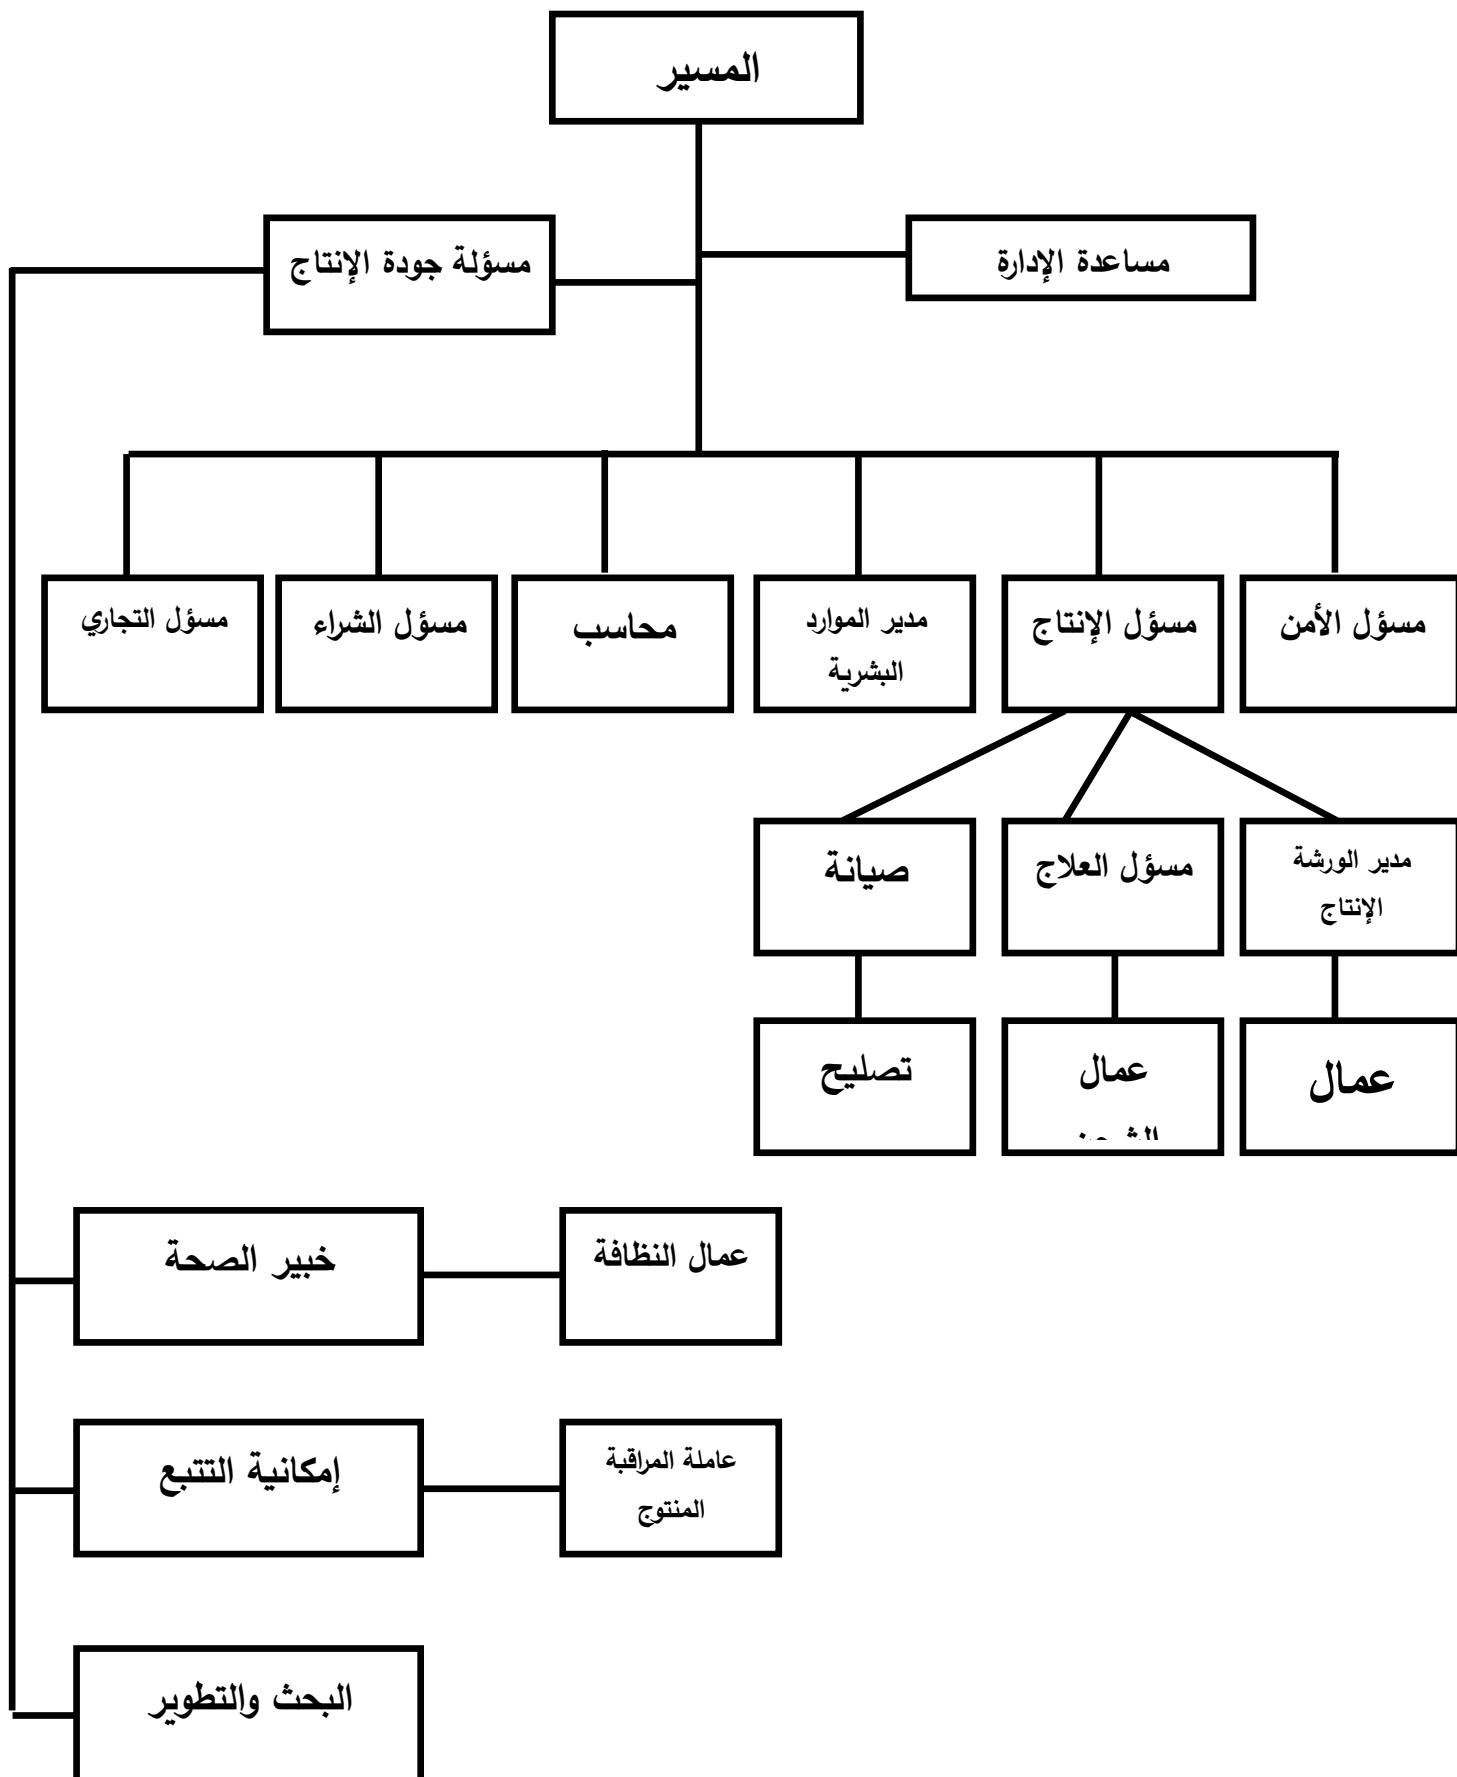 المسير
مساعدة الإدارة
مسؤلة جودة الإنتاج
مسؤل الأمن
مسؤل الإنتاج
مدير الموارد
البشرية
محاسب
مسؤل الشراء
مسؤل التجاري
مدير الورشة
الإنتاج
مسؤل العلاج
صيانة
عمال
عمال
تصليح
خبير الصحة
عمال النظافة
إمكانية التتبع
عاملة المراقبة
المنتوج
البحث والتطوير